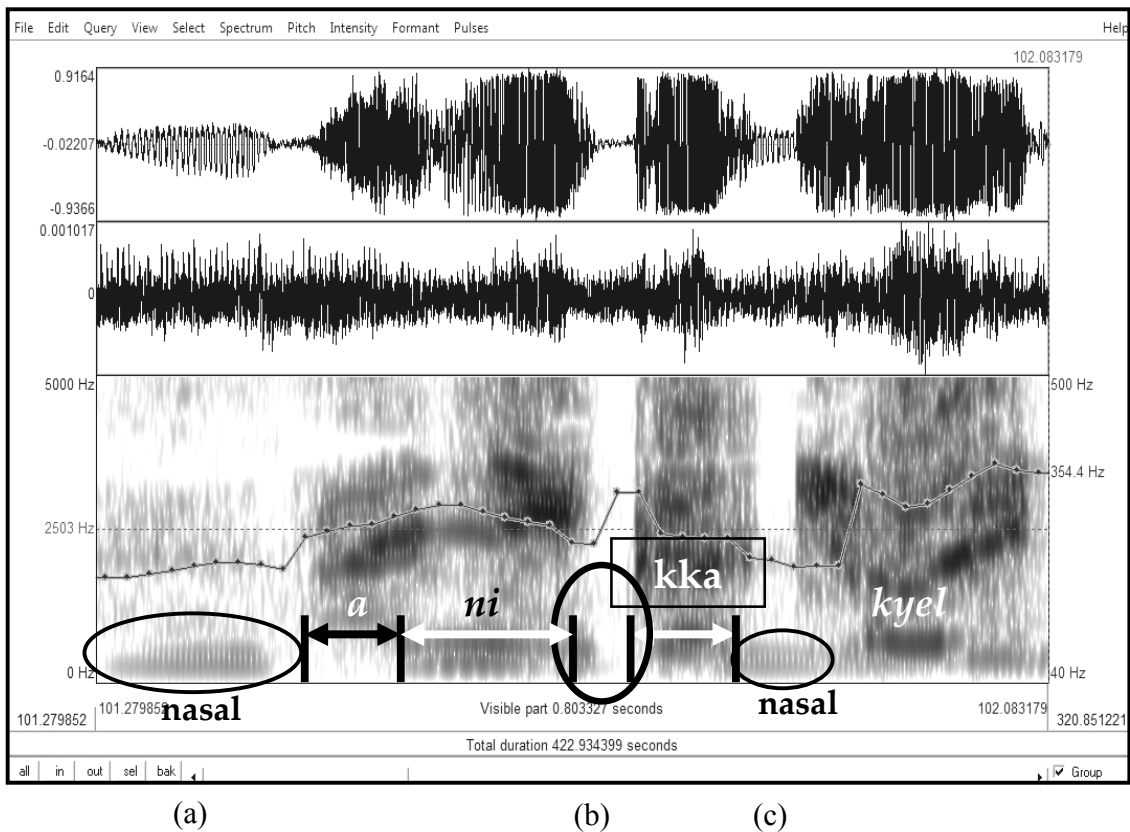 File Edit Query View Select Spectrum Pitch Intensity Formant Pulses Help
102.083179
0.9164
-0.02207
-0.9366
0.001017
0
5000 Hz 500 Hz
354.4 Hz
2503 Hz
kka
a ni kyel
0 Hz 40 Hz
nasal nasal
101.279852 101.279852 Visible part 0.803327 seconds 102.083179 320.851221
Total duration 422.934399 seconds
all in out sel bak Group
(a) (b) (c)